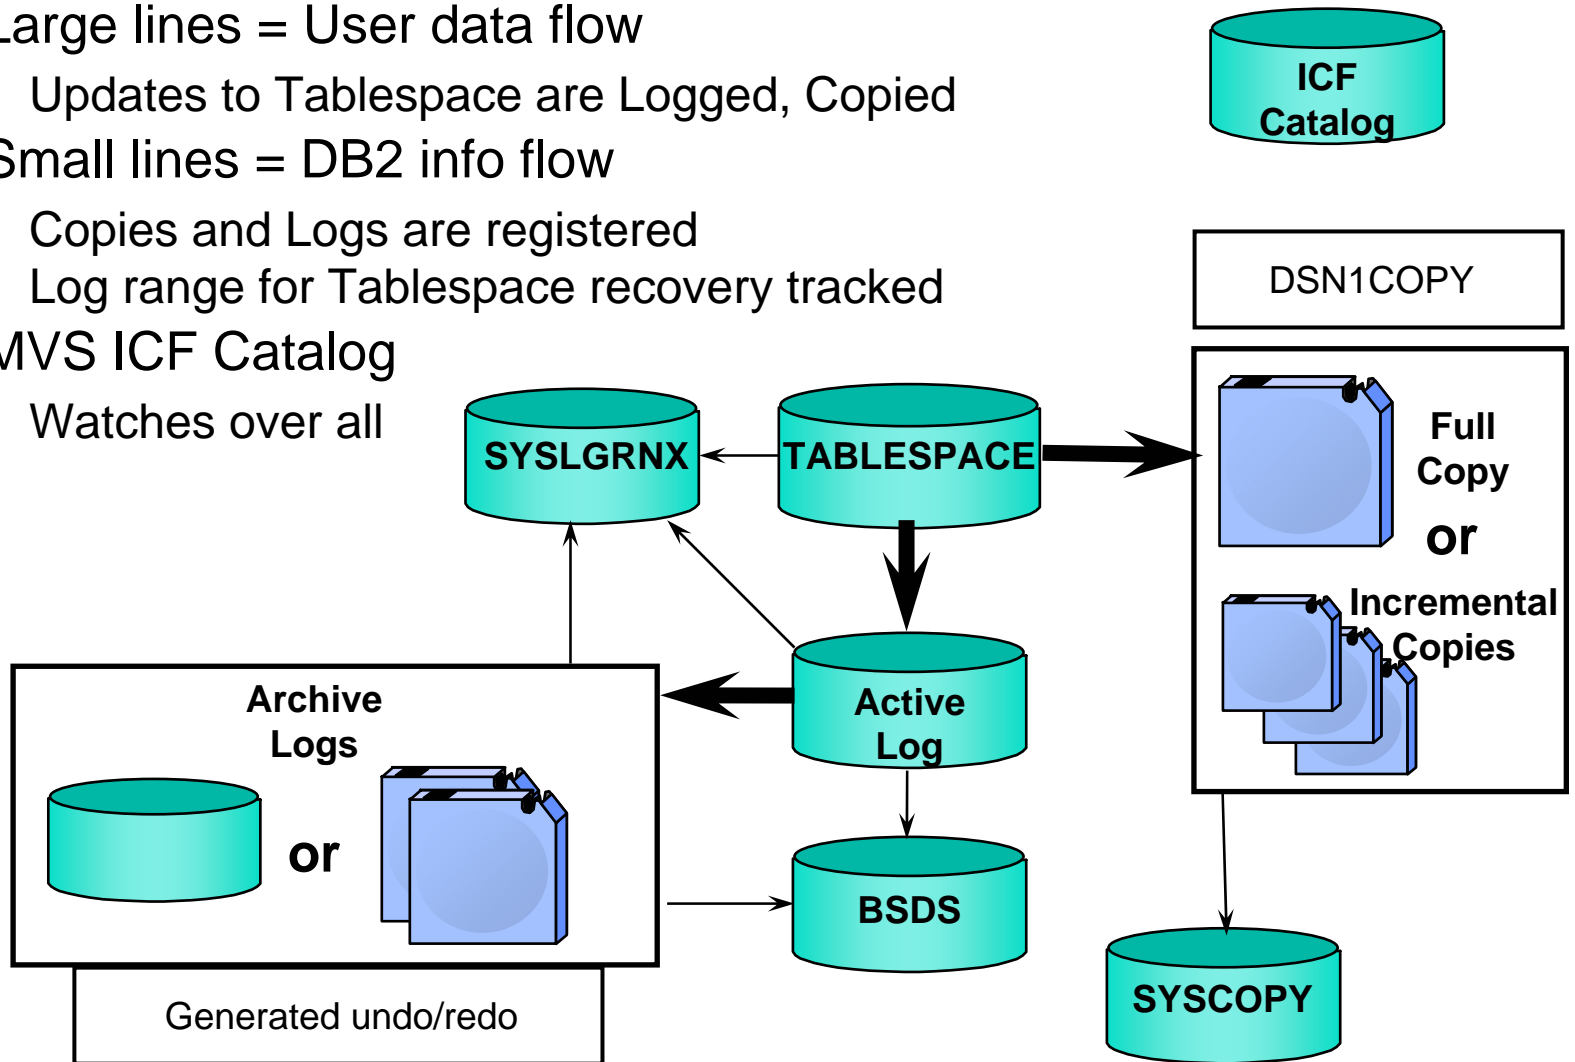 Large lines = User data flow
Updates to Tablespace are Logged, Copied
Small lines = DB2 info flow
Copies and Logs are registered
Log range for Tablespace recovery tracked
MVS ICF Catalog
Watches over all
ICF
Catalog
DSN1COPY
SYSLGRNX
TABLESPACE
Full
Copy
or
Incremental
Copies
Archive
Logs
or
Active
Log
BSDS
SYSCOPY
Generated undo/redo